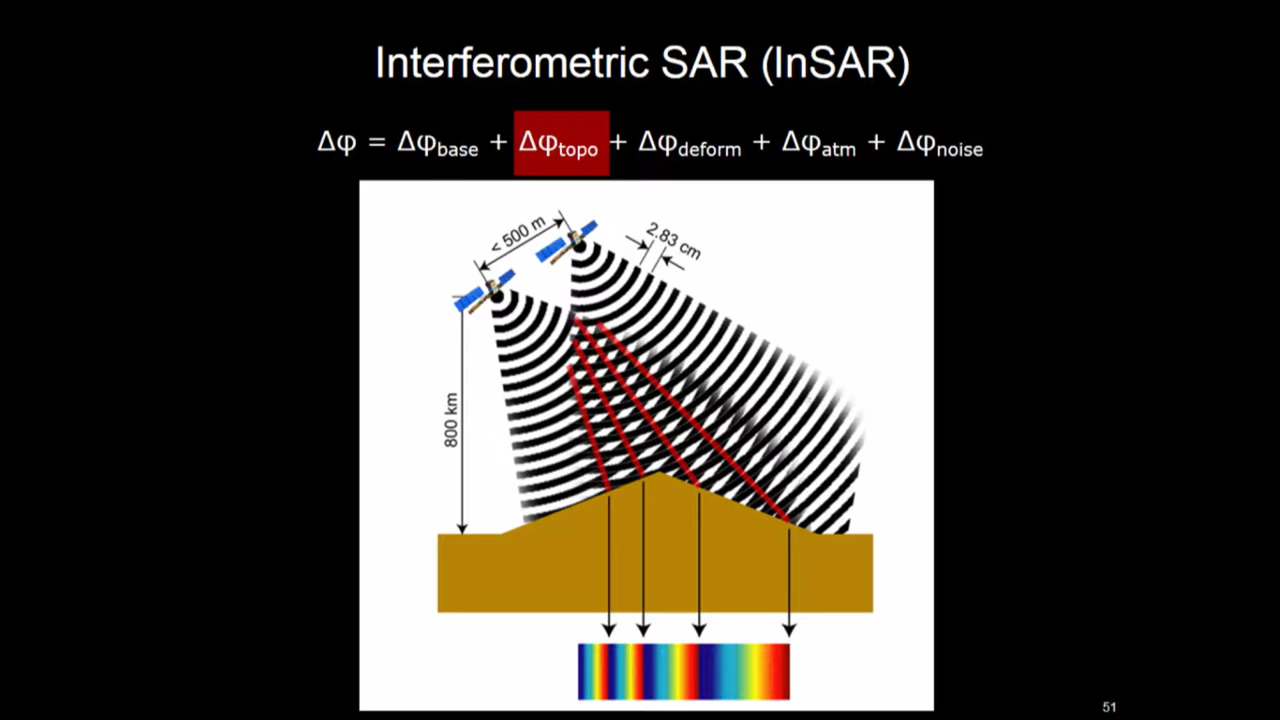 Interferometric SAR (InSAR)
Δφ = Δφbase + Δφtopo + Δφdeform + Δφatm + Δφnoise
< 500 m
2.83 cm
800 km
51